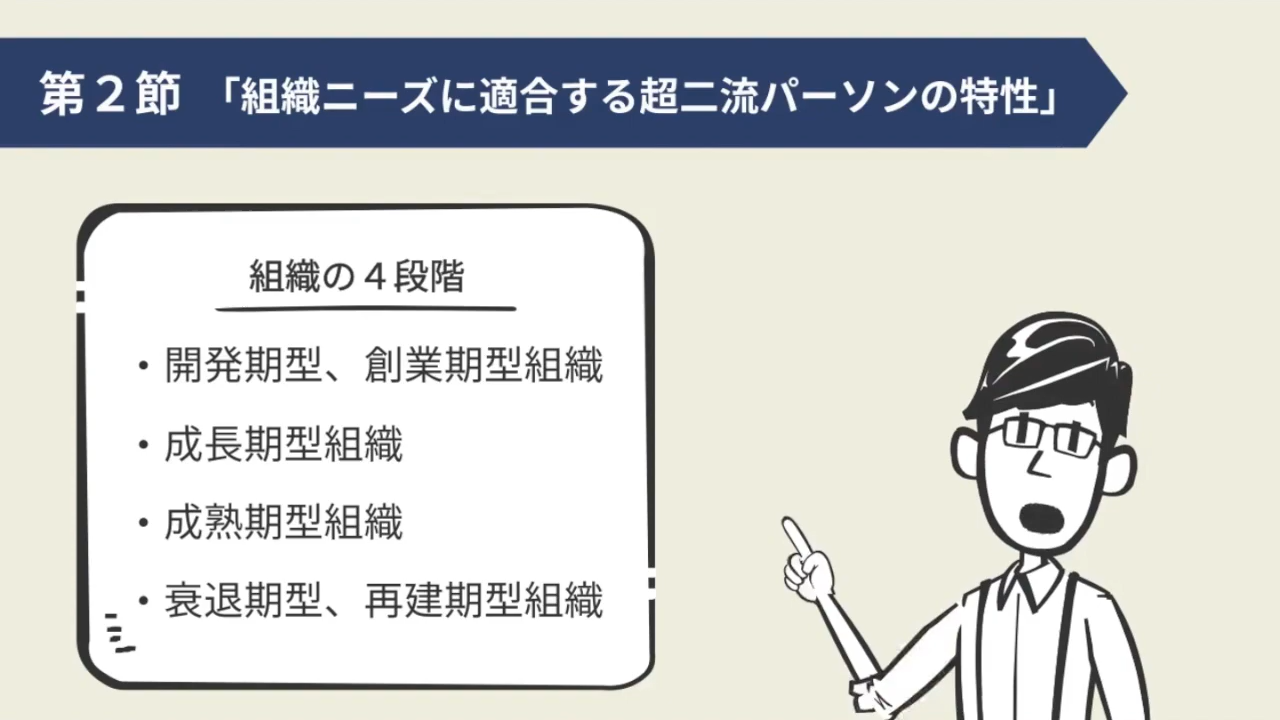 第２節 「組織ニーズに適合する超二流パーソンの特性」
組織の４段階
・開発期型、創業期型組織
・成長期型組織
・成熟期型組織
・衰退期型、再建期型組織